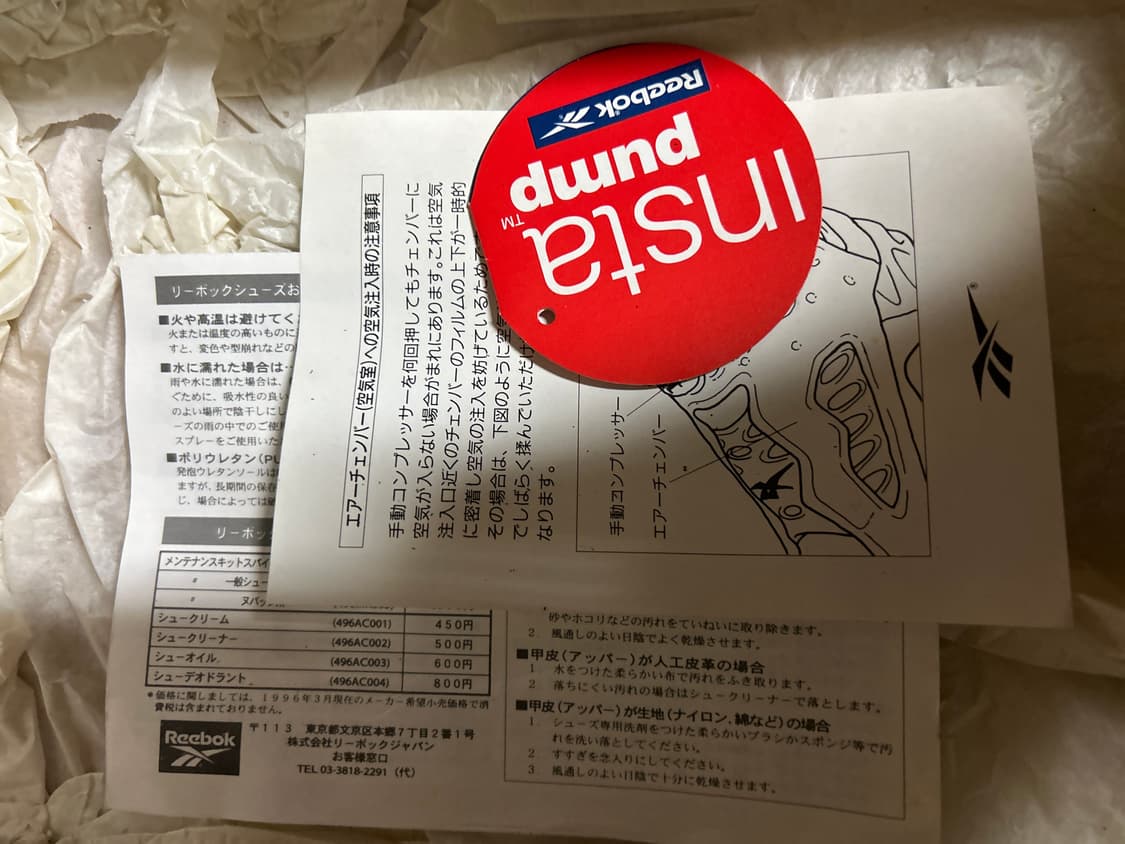 Reebok
Insta
pump™
エアーチェンバー(空気室)への空気注入時の注意事項
手動コンプレッサーを何回押してもチェンバーに
空気が入らない場合がまれにあります。これは空気
注入口近くのチェンバーのフィルムの上下が一時的
に密着し空気の注入を妨げているためで
その場合は、下図のように空気
でしばらく揉んでいただけ
なります。
手動コンプレッサー
エアーチェンバー
リーボックシューズお
■火や高温は避けてく
火または温度の高いものに
すと、変色や型崩れなどの
■水に濡れた場合は‥
雨や水に濡れた場合は、
ぐために、吸水性の良い
のよい場所で陰干しにし
ーズの雨の中でのご使
スプレーをご使用いた
■ポリウレタン(PU
発泡ウレタンソールは
ますが、長期間の保存
じ、場合によっては
リーボッ
メンテナンスキットスパイ
〃 一般シュー
〃 ヌバッ
シュークリーム (496AC001) 450円
シュークリーナー (496AC002) 500円
シューオイル (496AC003) 600円
シューデオドラント (496AC004) 800円
*価格に関しましては、1996年3月現在のメーカー希望小売価格で消
費税は含まれておりません。
Reebok
〒113 東京都文京区本郷7丁目2番1号
株式会社リーボックジャパン
お客様窓口
TEL 03-3818-2291 (代)
砂やホコリなどの汚れをていねいに取り除きます。
2 風通しのよい日陰でよく乾燥させます。
■甲皮(アッパー)が人工皮革の場合
1 水をつけた柔らかい布で汚れをふき取ります。
2 落ちにくい汚れの場合はシュークリーナーで落とします。
■甲皮(アッパー)が生地(ナイロン、綿など)の場合
1 シューズ専用洗剤をつけた柔らかいブラシかスポンジ等で汚
れを洗い落としてください。
2 すすぎを念入りにしてください。
3 風通しのよい日陰で十分に乾燥させます。